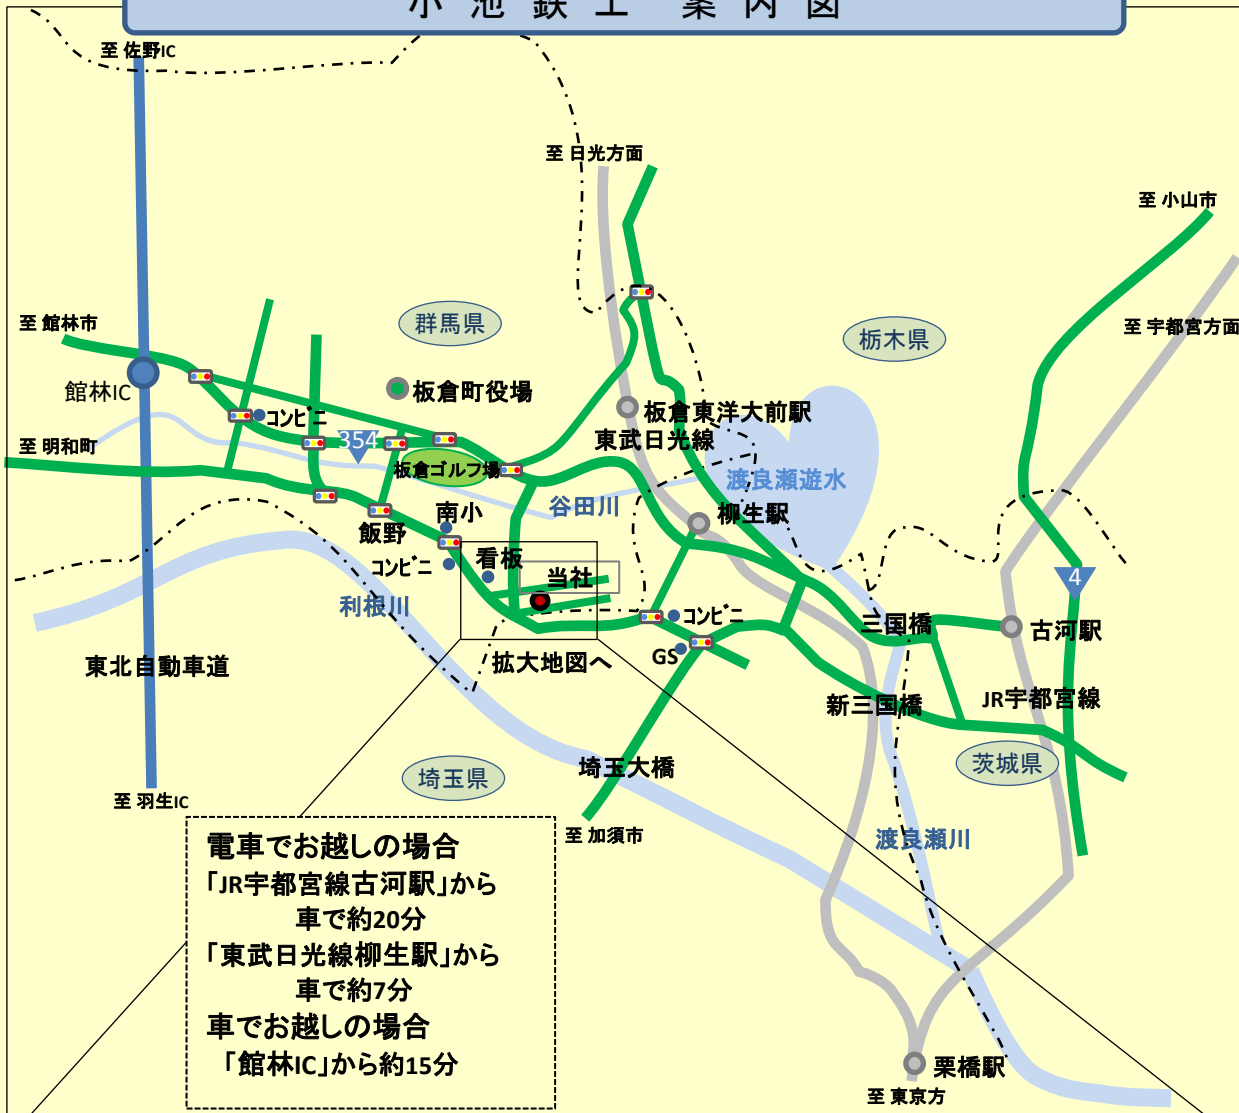 小池鉄工 案内図
至 佐野IC
至 日光方面
至 小山市
至 館林市
群馬県
至 宇都宮方面
栃木県
館林IC
板倉町役場
板倉東洋大前駅
コンビニ
東武日光線
至 明和町
354
板倉ゴルフ場
渡良瀬遊水
谷田川
南小
柳生駅
飯野
看板
コンビニ
当社
4
利根川
コンビニ
三国橋
古河駅
GS
拡大地図へ
東北自動車道
JR宇都宮線
新三国橋
埼玉大橋
茨城県
埼玉県
至 羽生IC
至 加須市
渡良瀬川
電車でお越しの場合
「JR宇都宮線古河駅」から
車で約20分
「東武日光線柳生駅」から
車で約7分
車でお越しの場合
「館林IC」から約15分
栗橋駅
至 東京方